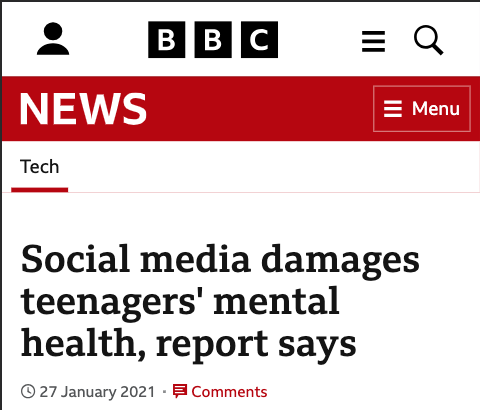 BBC
NEWS
Menu
Tech
Social media damages
teenagers' mental
health, report says
27 January 2021 · Comments